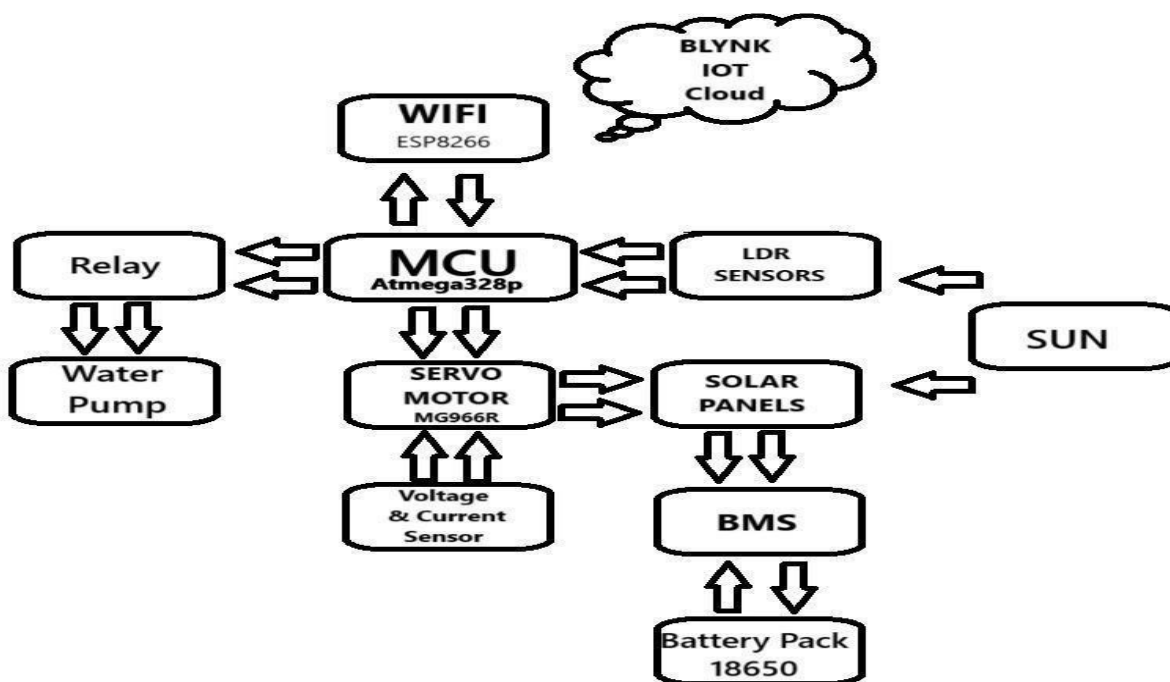 BLYNK
IOT
Cloud
WIFI
ESP8266
Relay
MCU
Atmega328p
LDR
SENSORS
SUN
Water
Pump
SERVO
MOTOR
MG966R
SOLAR
PANELS
Voltage
& Current
Sensor
BMS
Battery Pack
18650